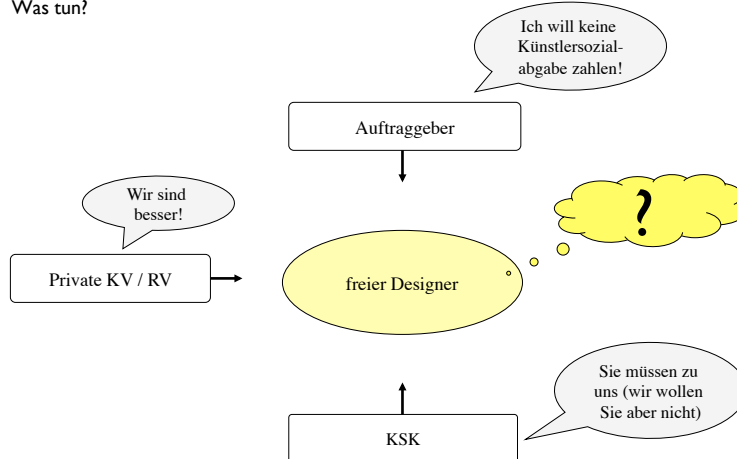 Was tun?
Ich will keine
Künstlersozial-
abgabe zahlen!
Auftraggeber
Wir sind
besser!
?
Private KV / RV
freier Designer
Sie müssen zu
uns (wir wollen
Sie aber nicht)
KSK